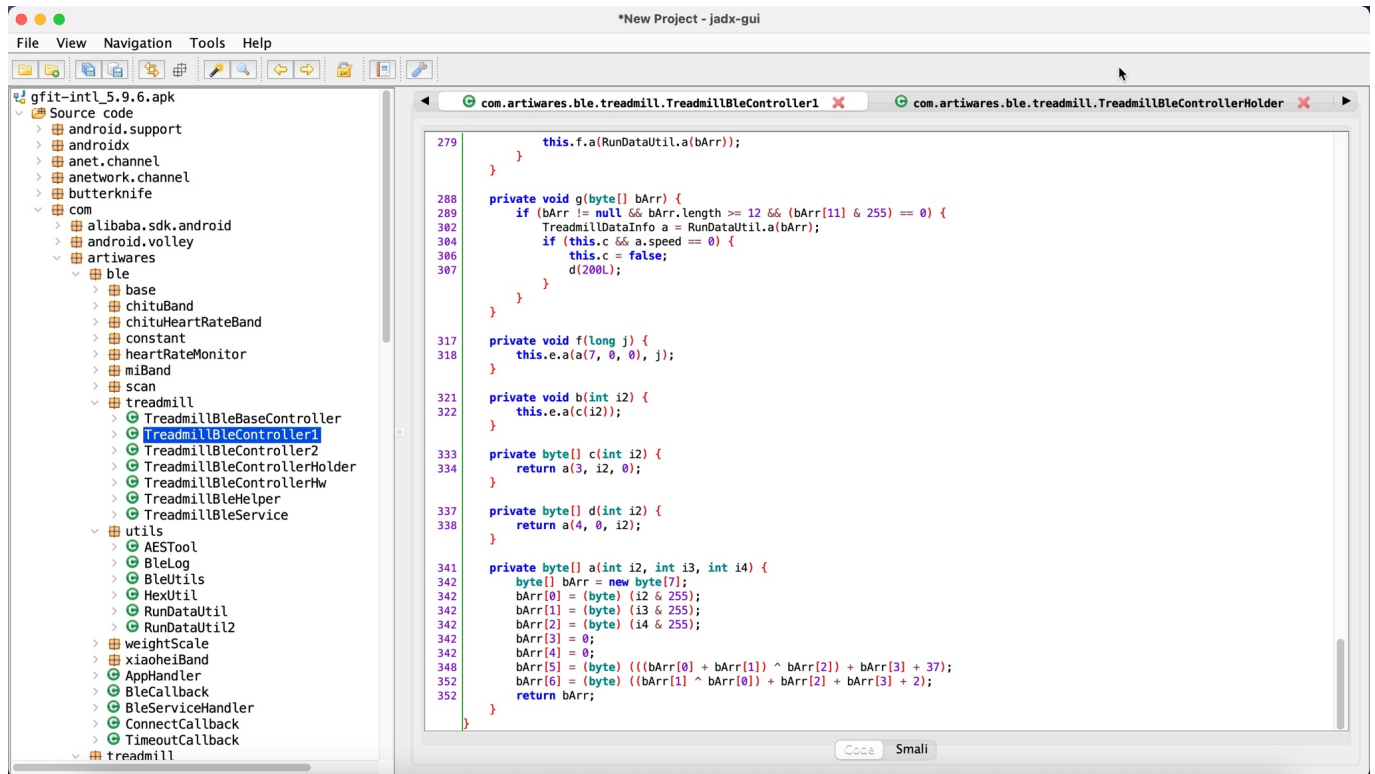 *New Project - jadx-gui
File View Navigation Tools Help
gfit-intl_5.9.6.apk
Source code
android.support
androidx
anet.channel
anetwork.channel
butterknife
com
alibaba.sdk.android
android.volley
artiwares
ble
base
chituBand
chituHeartRateBand
constant
heartRateMonitor
miBand
scan
treadmill
TreadmillBleBaseController
TreadmillBleController1
TreadmillBleController2
TreadmillBleControllerHolder
TreadmillBleControllerHw
TreadmillBleHelper
TreadmillBleService
utils
AESTool
BleLog
BleUtils
HexUtil
RunDataUtil
RunDataUtil2
weightScale
xiaoheiBand
AppHandler
BleCallback
BleServiceHandler
ConnectCallback
TimeoutCallback
treadmill
com.artiwares.ble.treadmill.TreadmillBleController1 com.artiwares.ble.treadmill.TreadmillBleControllerHolder
279 this.f.a(RunDataUtil.a(bArr));
}
}
288 private void g(byte[] bArr) {
289 if (bArr != null && bArr.length >= 12 && (bArr[11] & 255) == 0) {
302 TreadmillDataInfo a = RunDataUtil.a(bArr);
304 if (this.c && a.speed == 0) {
306 this.c = false;
307 d(200L);
}
}
}
317 private void f(long j) {
318 this.e.a(a(7, 0, 0), j);
}
321 private void b(int i2) {
322 this.e.a(c(i2));
}
333 private byte[] c(int i2) {
334 return a(3, i2, 0);
}
337 private byte[] d(int i2) {
338 return a(4, 0, i2);
}
341 private byte[] a(int i2, int i3, int i4) {
342 byte[] bArr = new byte[7];
342 bArr[0] = (byte) (i2 & 255);
342 bArr[1] = (byte) (i3 & 255);
342 bArr[2] = (byte) (i4 & 255);
342 bArr[3] = 0;
342 bArr[4] = 0;
348 bArr[5] = (byte) (((bArr[0] + bArr[1]) ^ bArr[2]) + bArr[3] + 37);
352 bArr[6] = (byte) ((bArr[1] ^ bArr[0]) + bArr[2] + bArr[3] + 2);
352 return bArr;
}
}
Code Smali